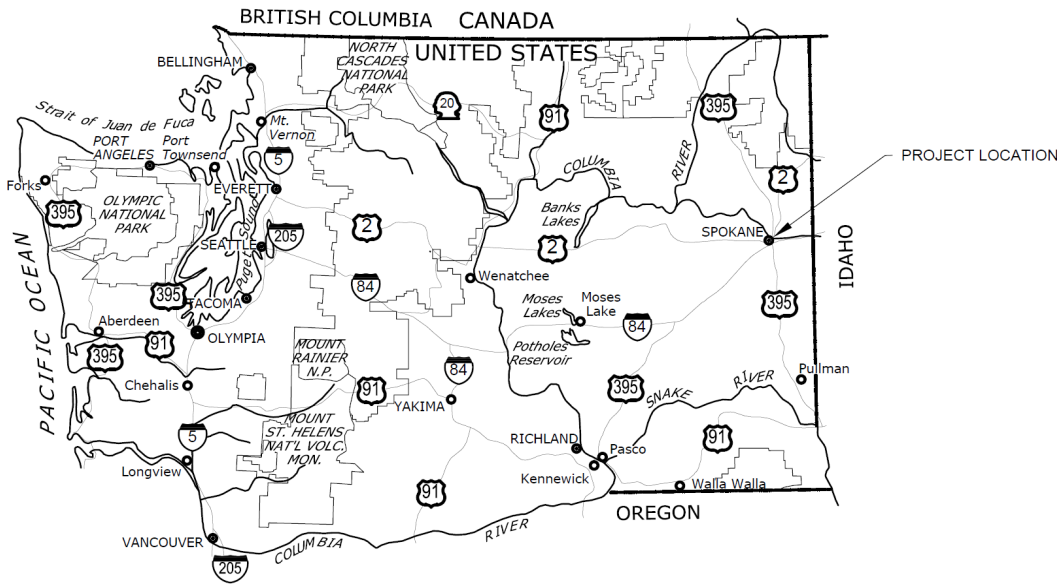 BRITISH COLUMBIA CANADA
UNITED STATES
BELLINGHAM
NORTH
CASCADES
NATIONAL
PARK
20
91
395
Strait of Juan de Fuca
Mt.
Vernon
PORT
ANGELES
Port
Townsend
5
COLUMBIA
RIVER
2
PROJECT LOCATION
Forks
395
OLYMPIC
NATIONAL
PARK
EVERETT
Puget Sound
205
2
Banks
Lakes
2
SPOKANE
SEATTLE
IDAHO
PACIFIC OCEAN
395
TACOMA
84
Wenatchee
Moses
Lakes
Moses
Lake
84
395
Aberdeen
91
OLYMPIA
395
MOUNT
RAINIER
N.P.
Potholes
Reservoir
Chehalis
91
84
YAKIMA
395
SNAKE
RIVER
Pullman
5
MOUNT
ST. HELENS
NAT'L VOLC.
MON.
RICHLAND
Pasco
91
Longview
Kennewick
91
Walla Walla
OREGON
VANCOUVER
COLUMBIA
RIVER
205